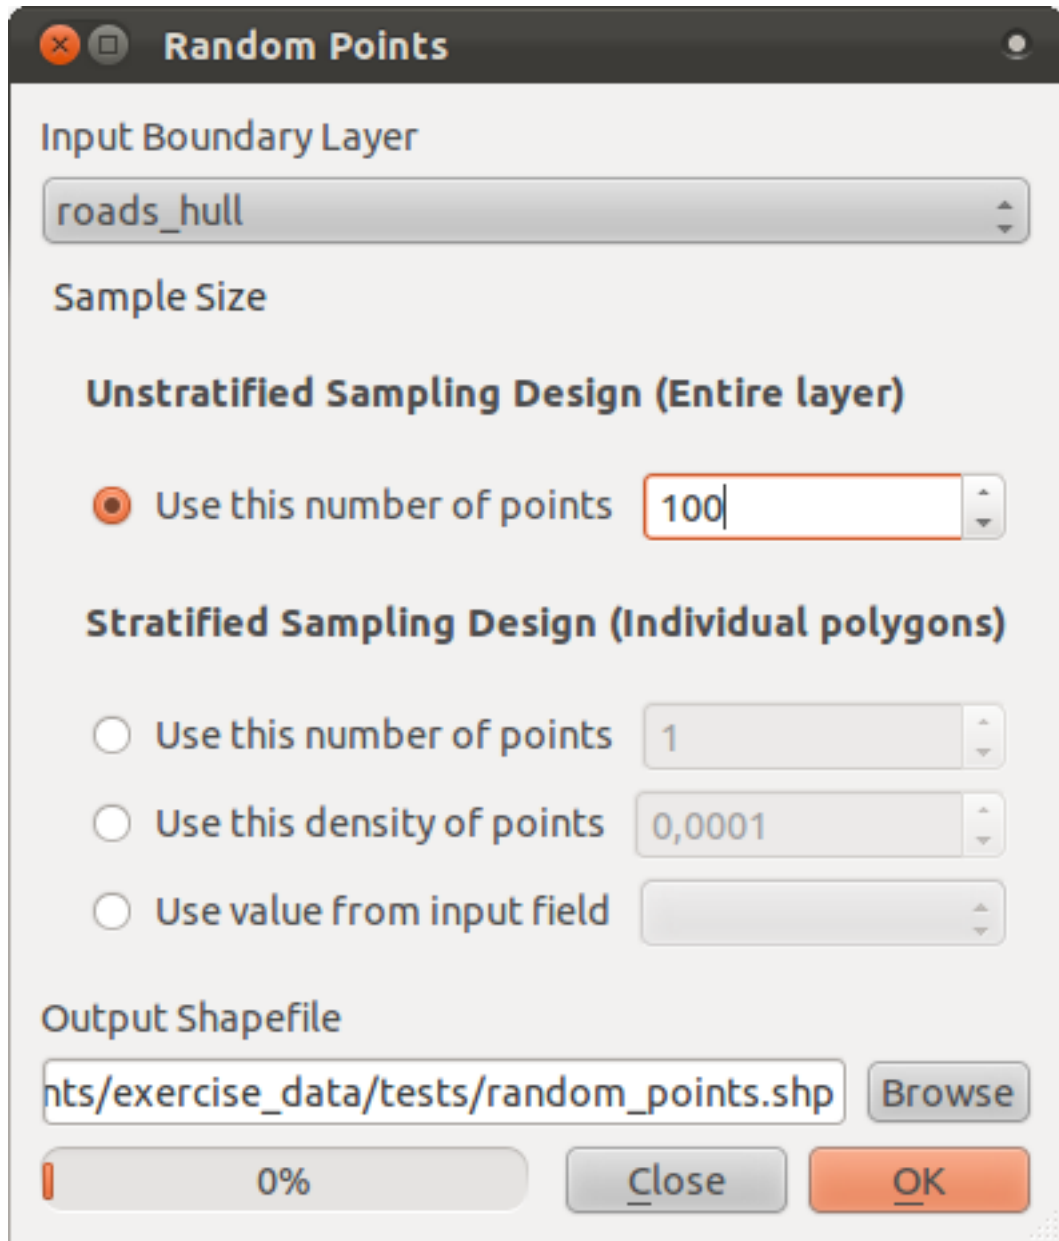 Random Points
Input Boundary Layer
roads_hull
Sample Size
Unstratified Sampling Design (Entire layer)
Use this number of points 100
Stratified Sampling Design (Individual polygons)
Use this number of points 1
Use this density of points 0,0001
Use value from input field
Output Shapefile
nts/exercise_data/tests/random_points.shp Browse
0% Close OK